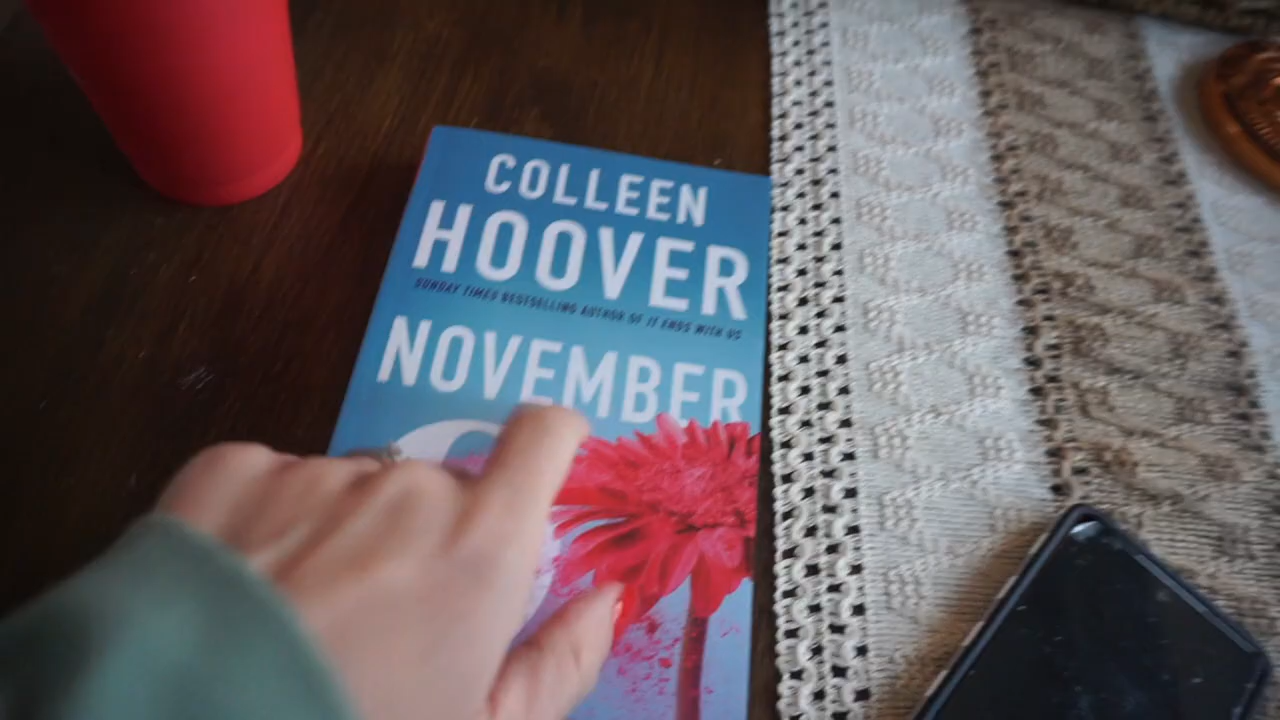 COLLEEN
HOOVER
SUNDAY TIMES BESTSELLING AUTHOR OF IT ENDS WITH US
NOVEMBER